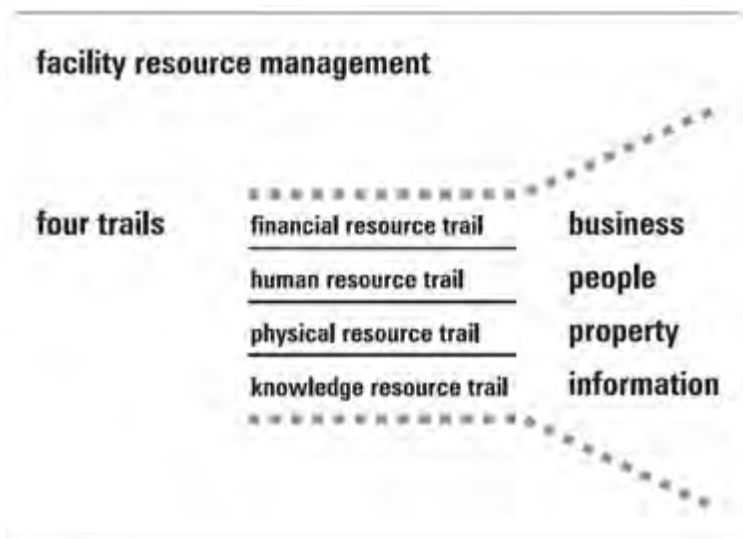 facility resource management
four trails financial resource trail business
human resource trail people
physical resource trail property
knowledge resource trail information